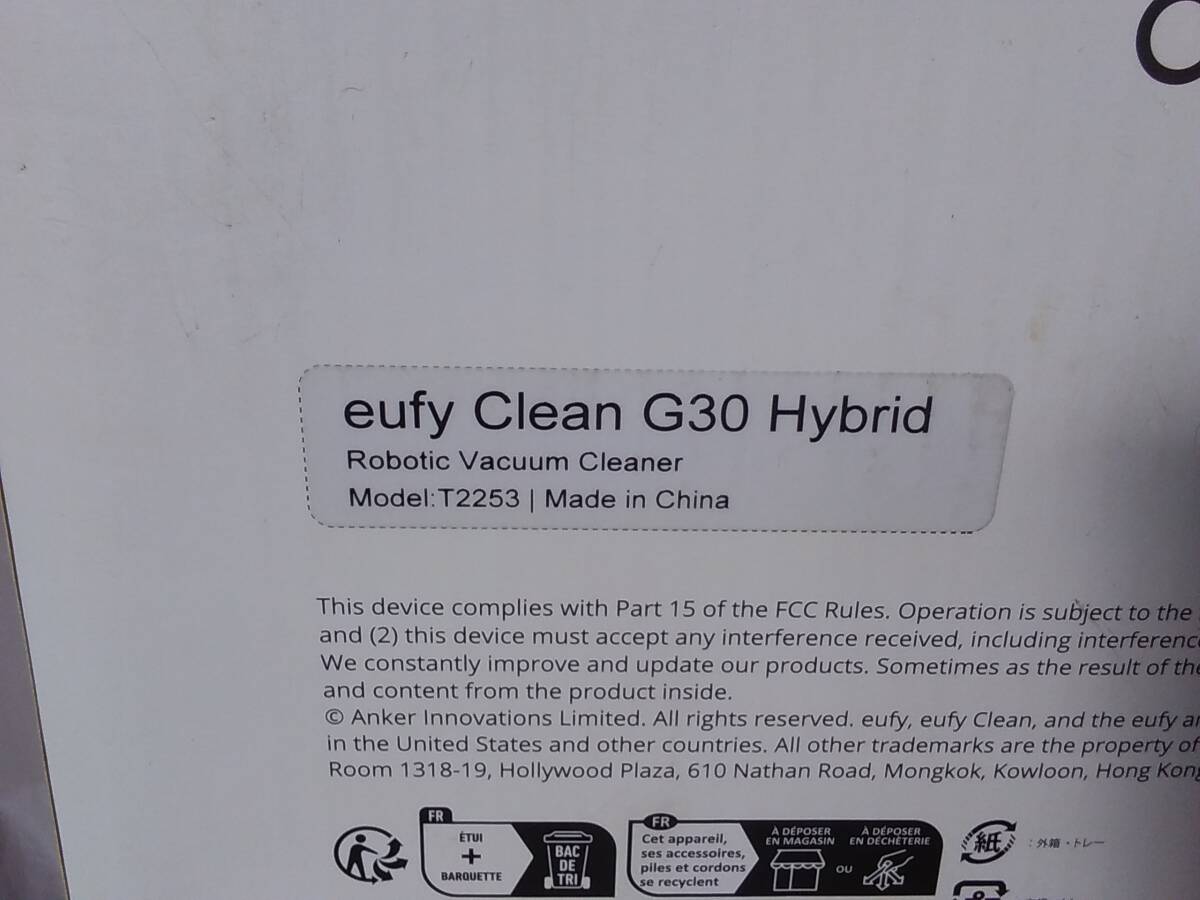 eufy Clean G30 Hybrid
Robotic Vacuum Cleaner
Model:T2253 | Made in China
This device complies with Part 15 of the FCC Rules. Operation is subject to the
and (2) this device must accept any interference received, including interferenc
We constantly improve and update our products. Sometimes as the result of the
and content from the product inside.
© Anker Innovations Limited. All rights reserved. eufy, eufy Clean, and the eufy an
in the United States and other countries. All other trademarks are the property of
Room 1318-19, Hollywood Plaza, 610 Nathan Road, Mongkok, Kowloon, Hong Kong
FR
ÉTUI
+
BARQUETTE
BAC
DE
TRI
FR
Cet appareil,
ses accessoires,
piles et cordons
se recyclent
À DÉPOSER
EN MAGASIN
OU
À DÉPOSER
EN DÉCHÈTERIE
紙
:外箱・トレー